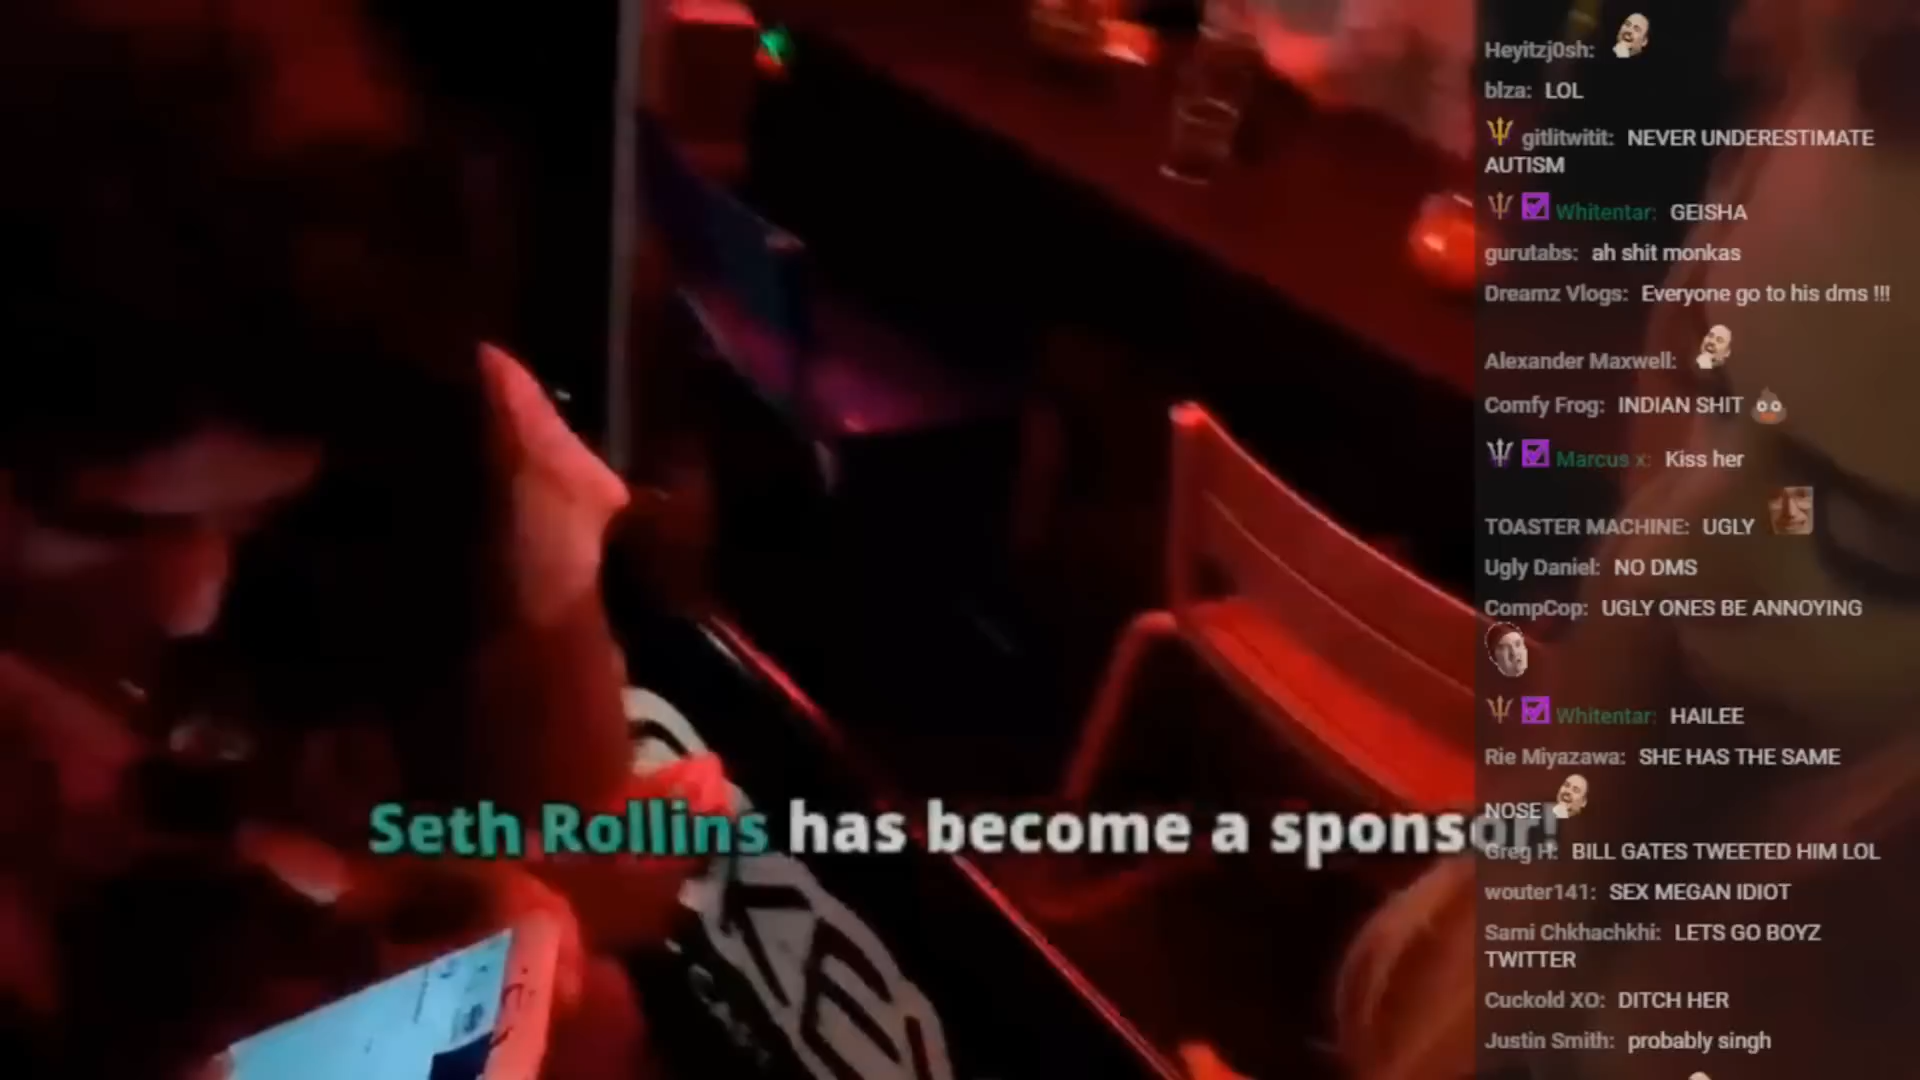 Heyitzj0sh:
blza: LOL
gitlitwitit: NEVER UNDERESTIMATE
AUTISM
Whitentar: GEISHA
gurutabs: ah shit monkas
Dreamz Vlogs: Everyone go to his dms !!!
Alexander Maxwell:
Comfy Frog: INDIAN SHIT
Marcus x: Kiss her
TOASTER MACHINE: UGLY
Ugly Daniel: NO DMS
CompCop: UGLY ONES BE ANNOYING
Whitentar: HAILEE
Rie Miyazawa: SHE HAS THE SAME
NOSE
Seth Rollins has become a sponsor!
Greg H: BILL GATES TWEETED HIM LOL
wouter141: SEX MEGAN IDIOT
Sami Chkhachkhi: LETS GO BOYZ
TWITTER
Cuckold XO: DITCH HER
Justin Smith: probably singh